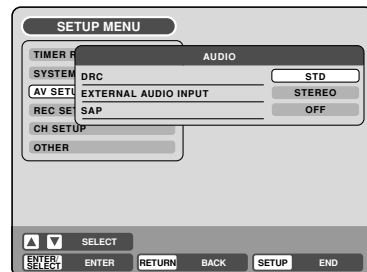 SETUP MENU
TIMER R
AUDIO
SYSTEM
DRC STD
AV SETU
EXTERNAL AUDIO INPUT STEREO
REC SET
SAP OFF
CH SETUP
OTHER
SELECT
ENTER/SELECT ENTER RETURN BACK SETUP END